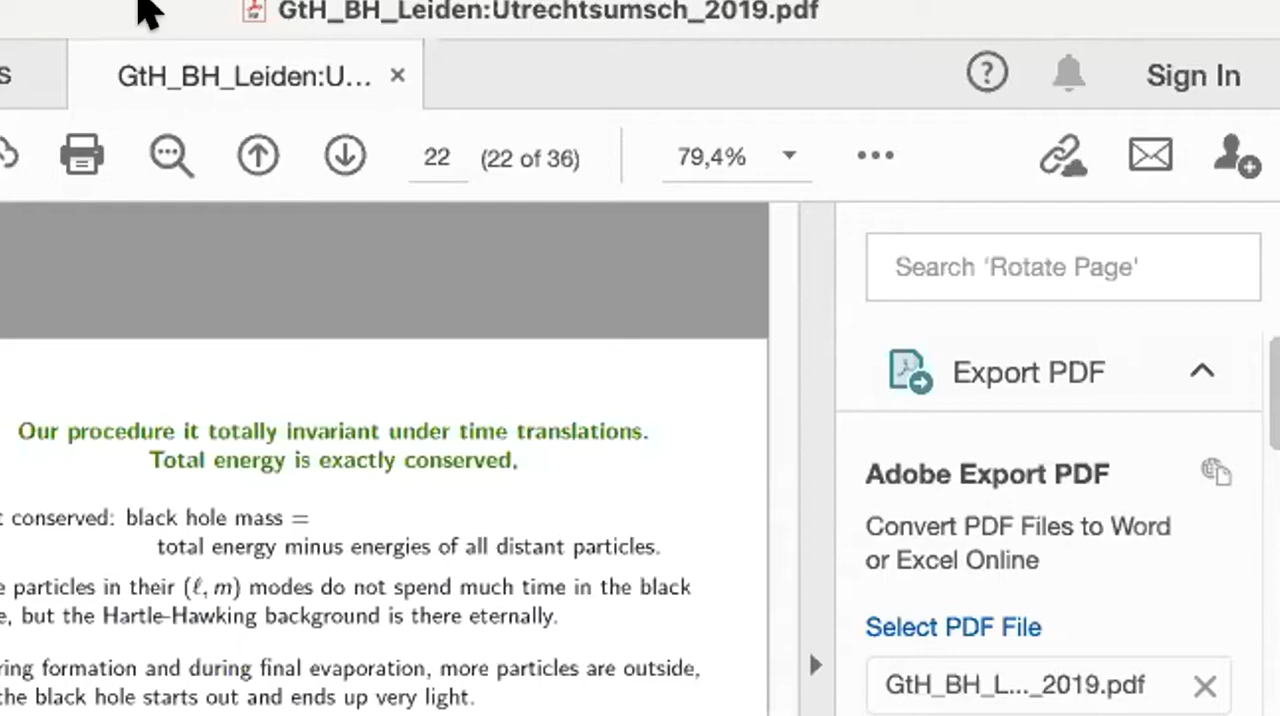 GtH_BH_Leiden:Utrechtsumsch_2019.pdf
s
GtH_BH_Leiden:U... ×
Sign In
22 (22 of 36) 79,4%
Search 'Rotate Page'
Export PDF
Our procedure it totally invariant under time translations.
Total energy is exactly conserved,
Adobe Export PDF
t conserved: black hole mass =
total energy minus energies of all distant particles.
Convert PDF Files to Word
or Excel Online
e particles in their (ℓ, m) modes do not spend much time in the black
e, but the Hartle-Hawking background is there eternally.
Select PDF File
ring formation and during final evaporation, more particles are outside,
the black hole starts out and ends up very light.
GtH_BH_L..._2019.pdf